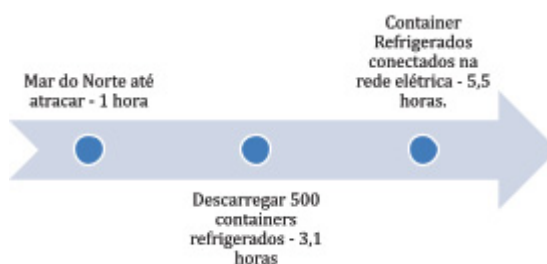 Mar do Norte até
atracar - 1 hora
Descarregar 500
containers
refrigerados - 3,1
horas
Container
Refrigerados
conectados na
rede elétrica - 5,5
horas.